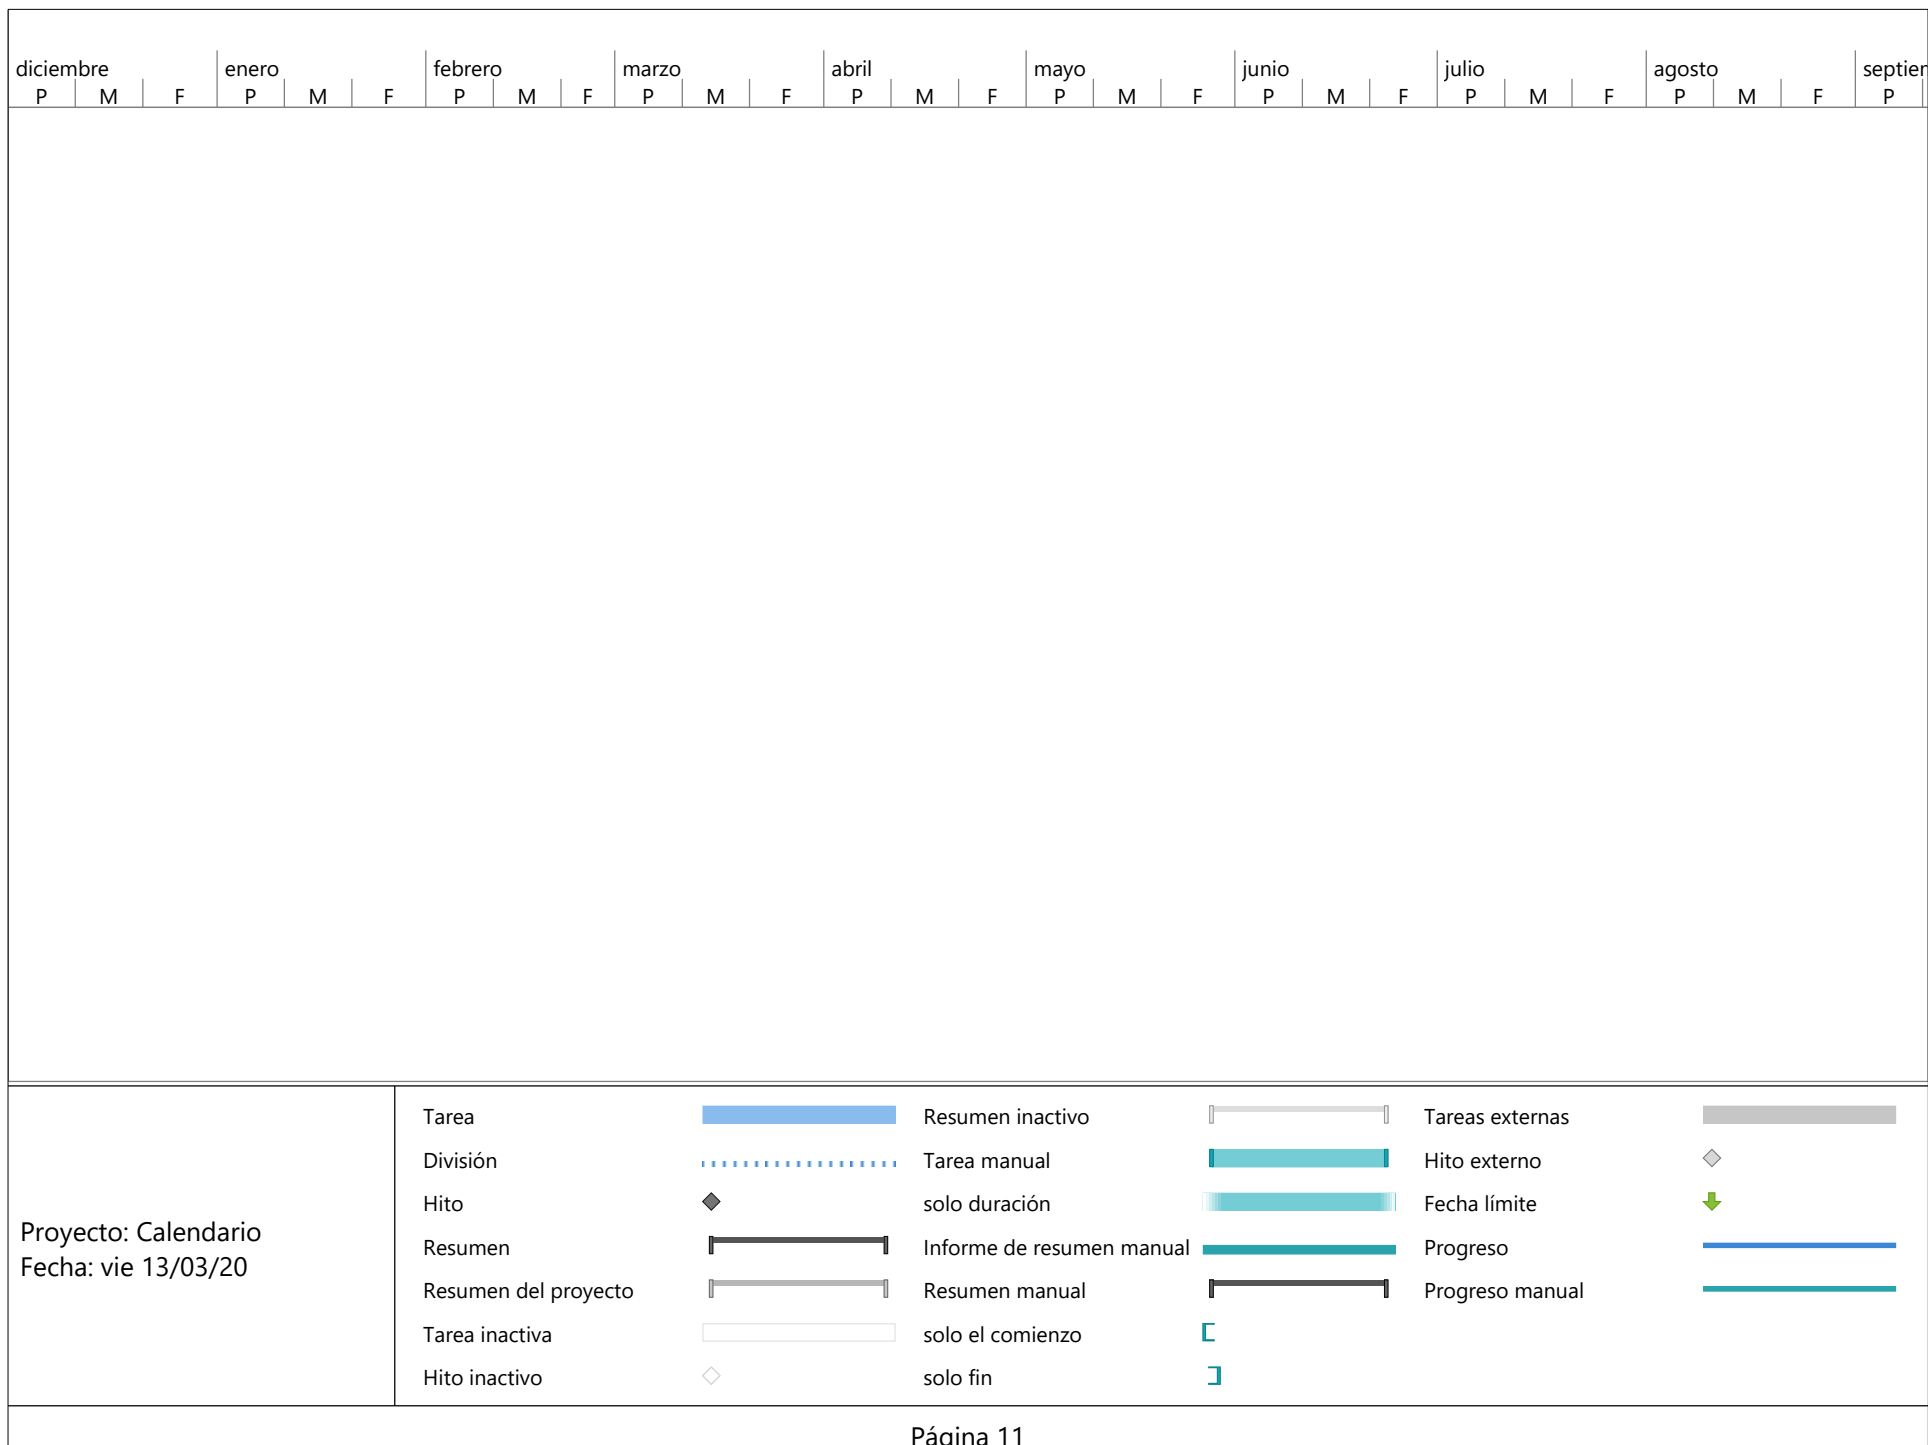 diciembre enero febrero marzo abril mayo junio julio agosto septier
P M F P M F P M F P M F P M F P M F P M F P M F P M F P
Tarea Resumen inactivo Tareas externas
División Tarea manual Hito externo
Hito solo duración Fecha límite
Proyecto: Calendario
Fecha: vie 13/03/20
Resumen Informe de resumen manual Progreso
Resumen del proyecto Resumen manual Progreso manual
Tarea inactiva solo el comienzo
Hito inactivo solo fin
Página 11